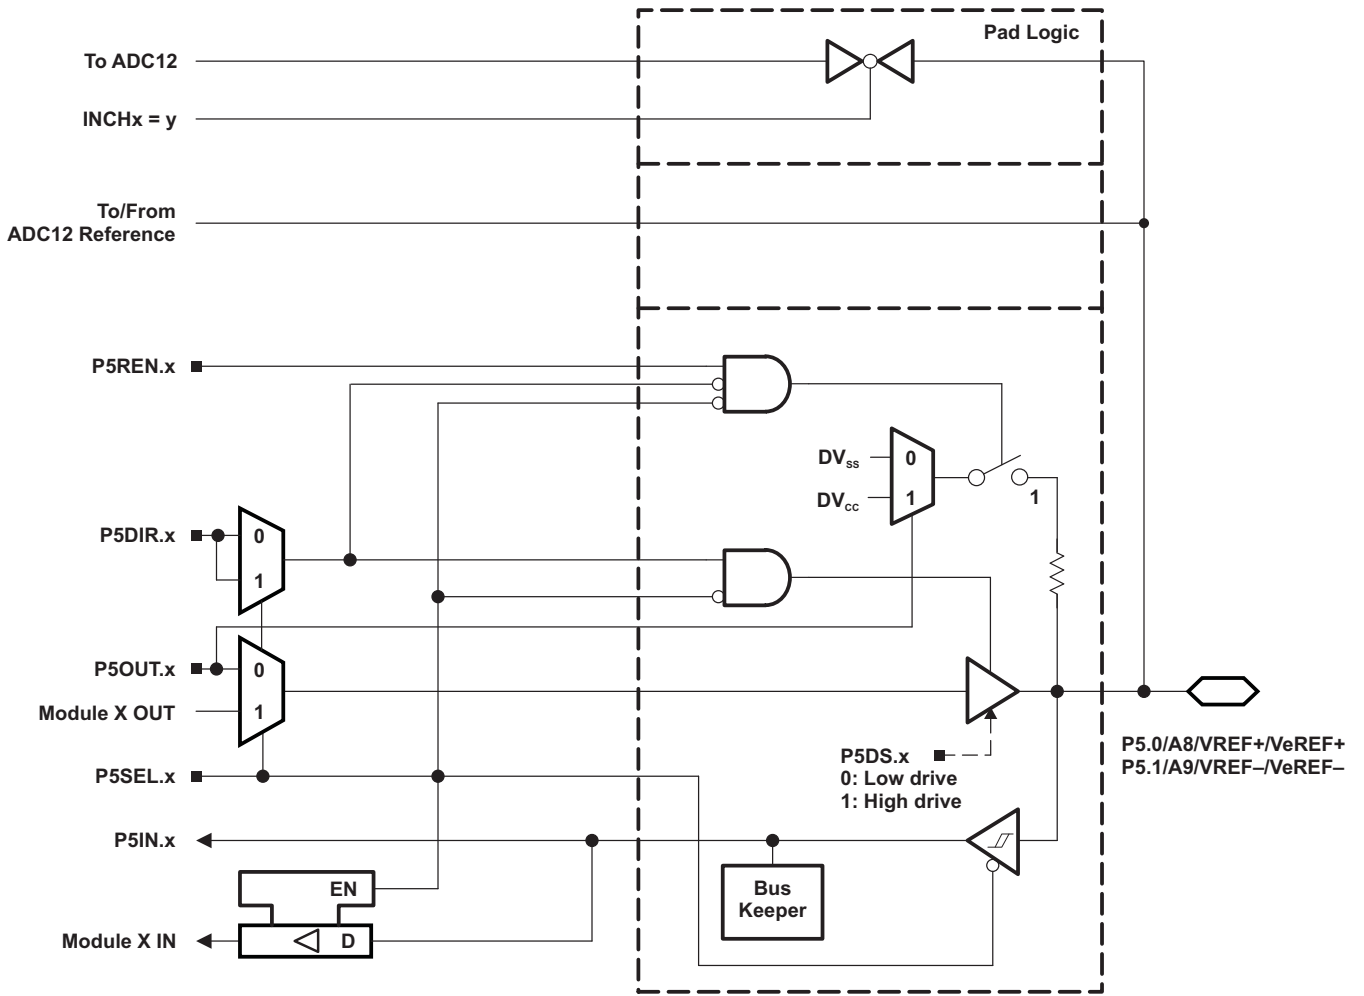 Pad Logic
To ADC12
INCHx = y
To/From
ADC12 Reference
P5REN.x
DVSS
0
DVCC
1
1
P5DIR.x
0
1
P5OUT.x
0
Module X OUT
1
P5SEL.x
P5DS.x
0: Low drive
1: High drive
P5.0/A8/VREF+/VeREF+
P5.1/A9/VREF–/VeREF–
P5IN.x
Bus
Keeper
EN
Module X IN
D